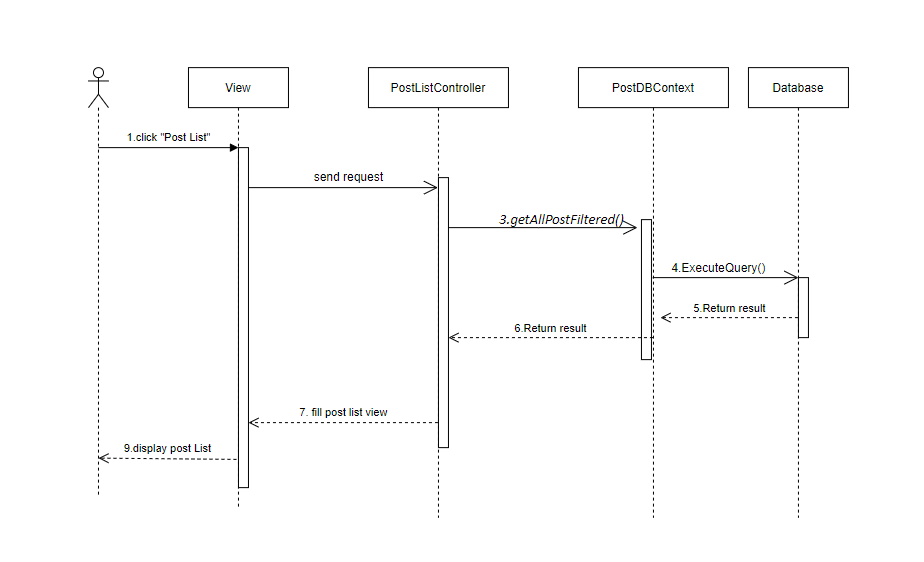 View
PostListController
PostDBContext
Database
1.click "Post List"
send request
3.getAllPostFiltered()
4.ExecuteQuery()
5.Return result
6.Return result
7. fill post list view
9.display post List